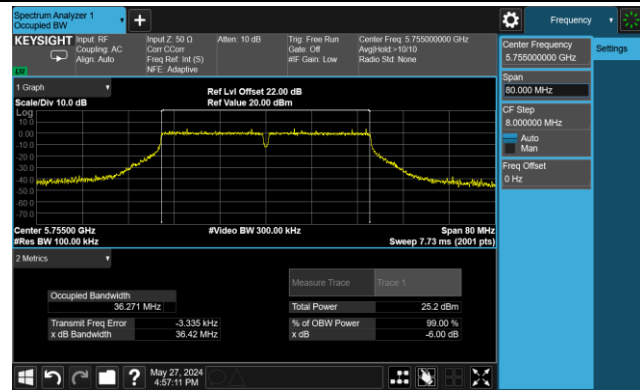 Spectrum Analyzer 1
Occupied BW
+
Frequency
KEYSIGHT
Input: RF
Coupling: AC
Align: Auto
Input Z: 50 Ω
Corr CCorr
Freq Ref: Int (S)
NFE: Adaptive
Atten: 10 dB
Trig: Free Run
Gate: Off
#IF Gain: Low
Center Freq: 5.755000000 GHz
Avg|Hold:>10/10
Radio Std: None
Center Frequency
5.755000000 GHz
Settings
Span
80.000 MHz
CF Step
8.000000 MHz
Auto
Man
Freq Offset
0 Hz
1 Graph
Scale/Div 10.0 dB
Ref Lvl Offset 22.00 dB
Ref Value 20.00 dBm
Log
10.0
0.00
-10.0
-20.0
-30.0
-40.0
-50.0
-60.0
-70.0
Center 5.75500 GHz
#Res BW 100.00 kHz
#Video BW 300.00 kHz
Span 80 MHz
Sweep 7.73 ms (2001 pts)
2 Metrics
Measure Trace
Trace 1
Occupied Bandwidth
36.271 MHz
Total Power
25.2 dBm
Transmit Freq Error
-3.335 kHz
% of OBW Power
99.00 %
x dB Bandwidth
36.42 MHz
x dB
-6.00 dB
?
May 27, 2024
4:57:11 PM